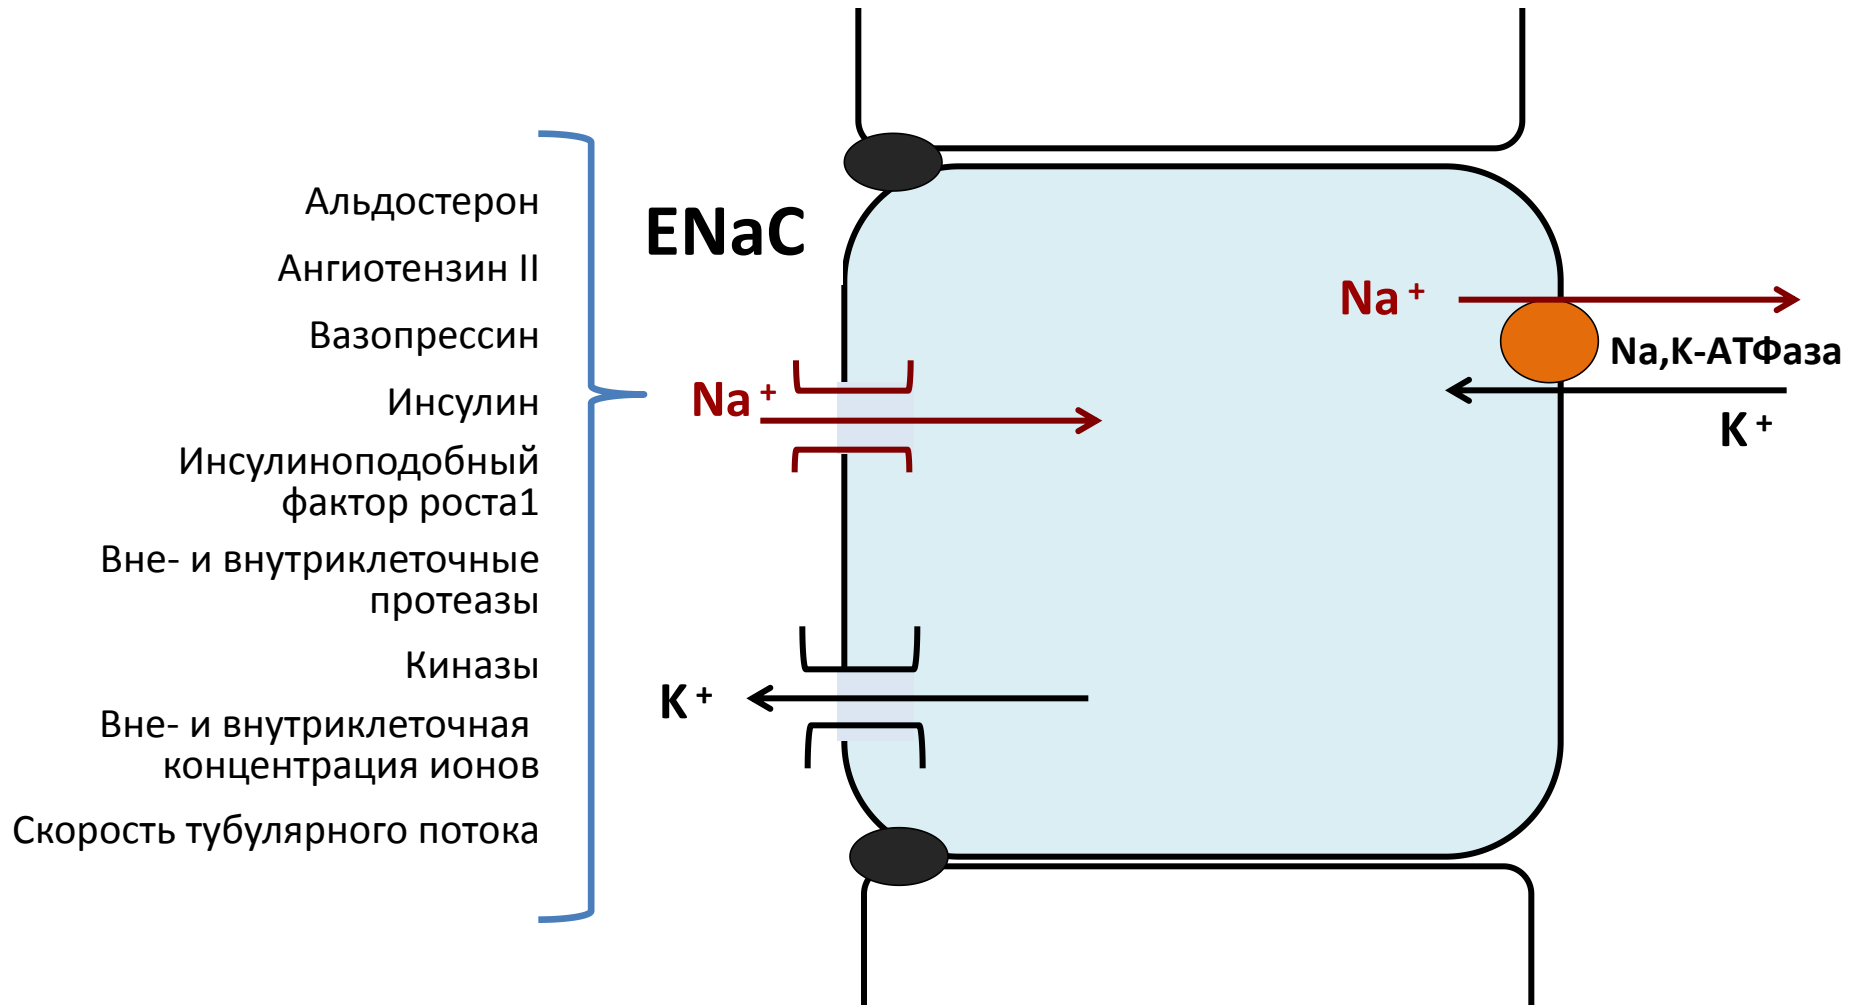 Альдостерон
Ангиотензин II
Вазопрессин
Инсулин
Инсулиноподобный
фактор роста1
Вне- и внутриклеточные
протеазы
Киназы
Вне- и внутриклеточная
концентрация ионов
Скорость тубулярного потока
ENaC
Na +
K +
Na +
Na,K-АТФаза
K +